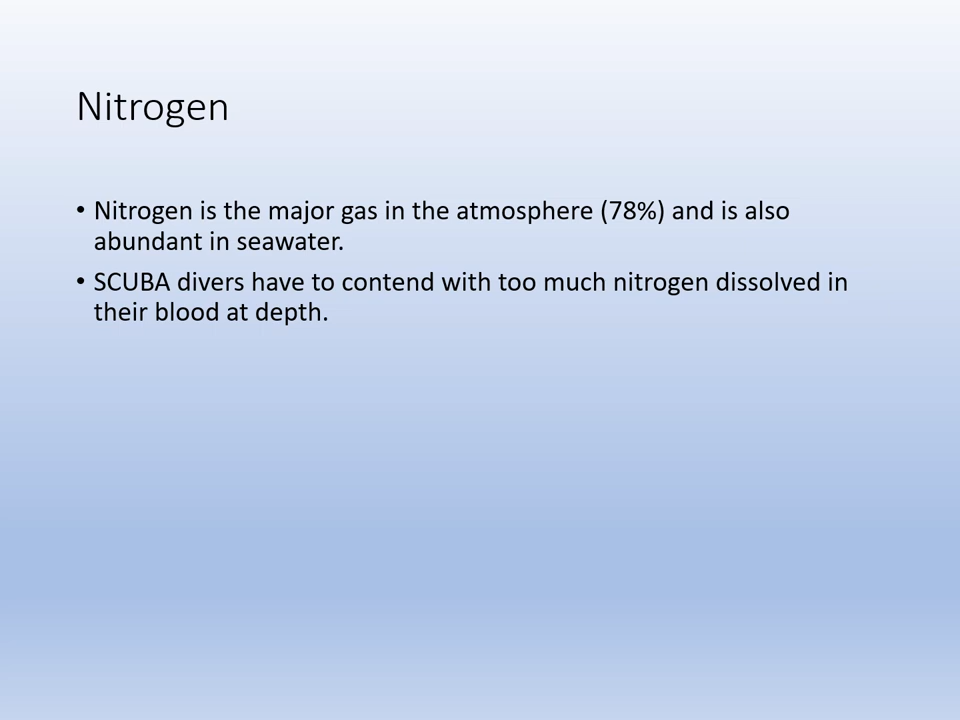 Nitrogen
• Nitrogen is the major gas in the atmosphere (78%) and is also
abundant in seawater.
• SCUBA divers have to contend with too much nitrogen dissolved in
their blood at depth.